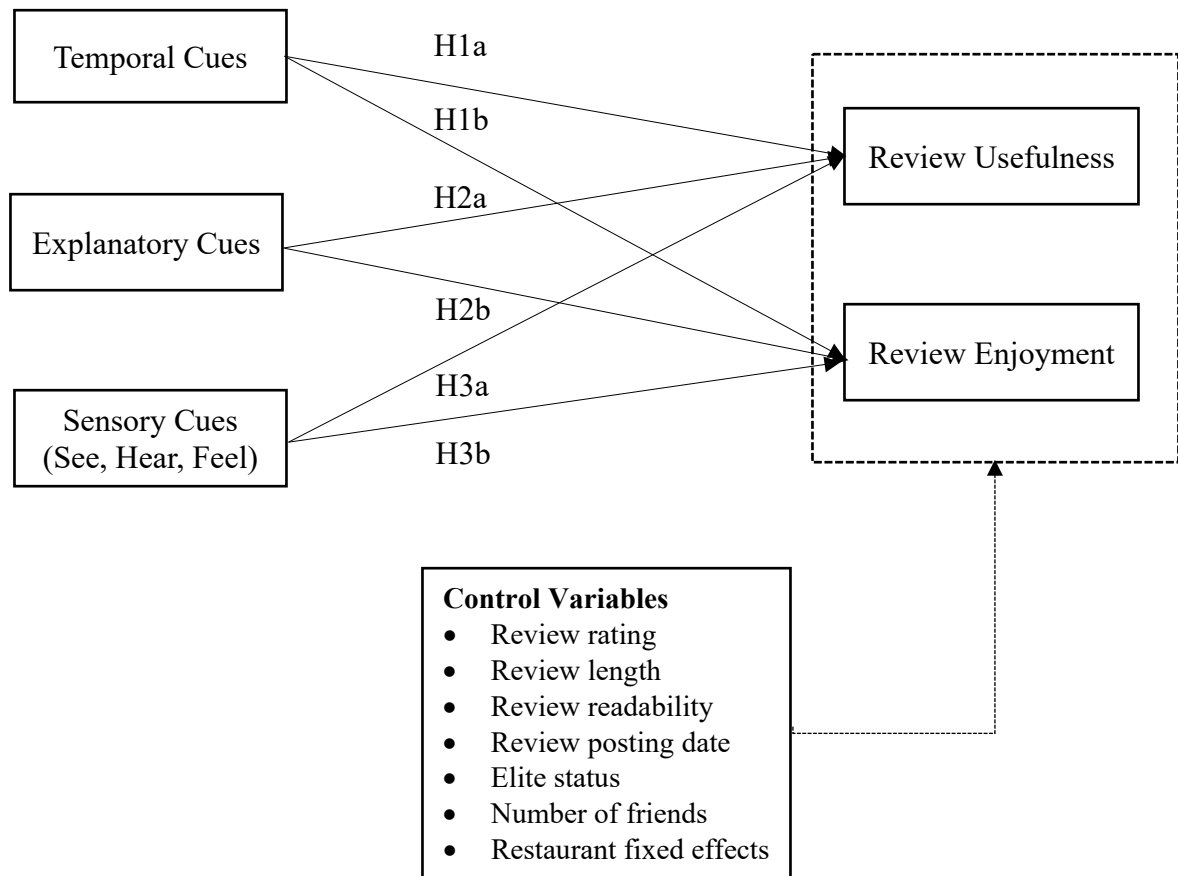 Temporal Cues
H1a
H1b
Review Usefulness
H2a
Explanatory Cues
H2b
Review Enjoyment
H3a
Sensory Cues
(See, Hear, Feel)
H3b
Control Variables
• Review rating
• Review length
• Review readability
• Review posting date
• Elite status
• Number of friends
• Restaurant fixed effects